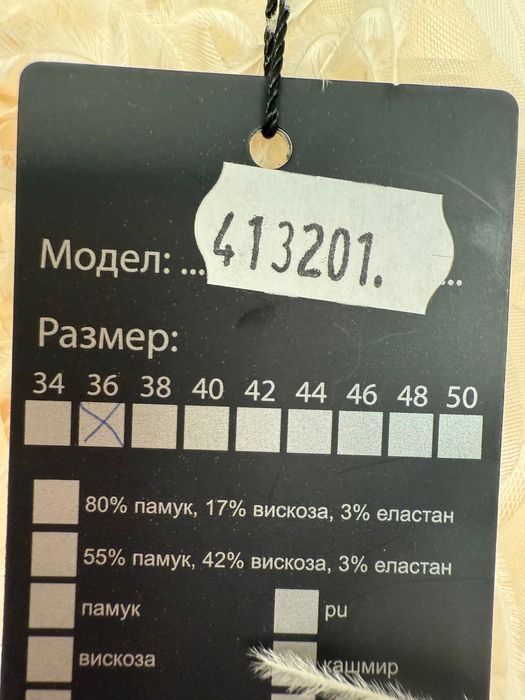 Модел: ...413201....
Размер:
34 36 38 40 42 44 46 48 50
80% памук, 17% вискоза, 3% еластан
55% памук, 42% вискоза, 3% еластан
памук pu
вискоза кашмир